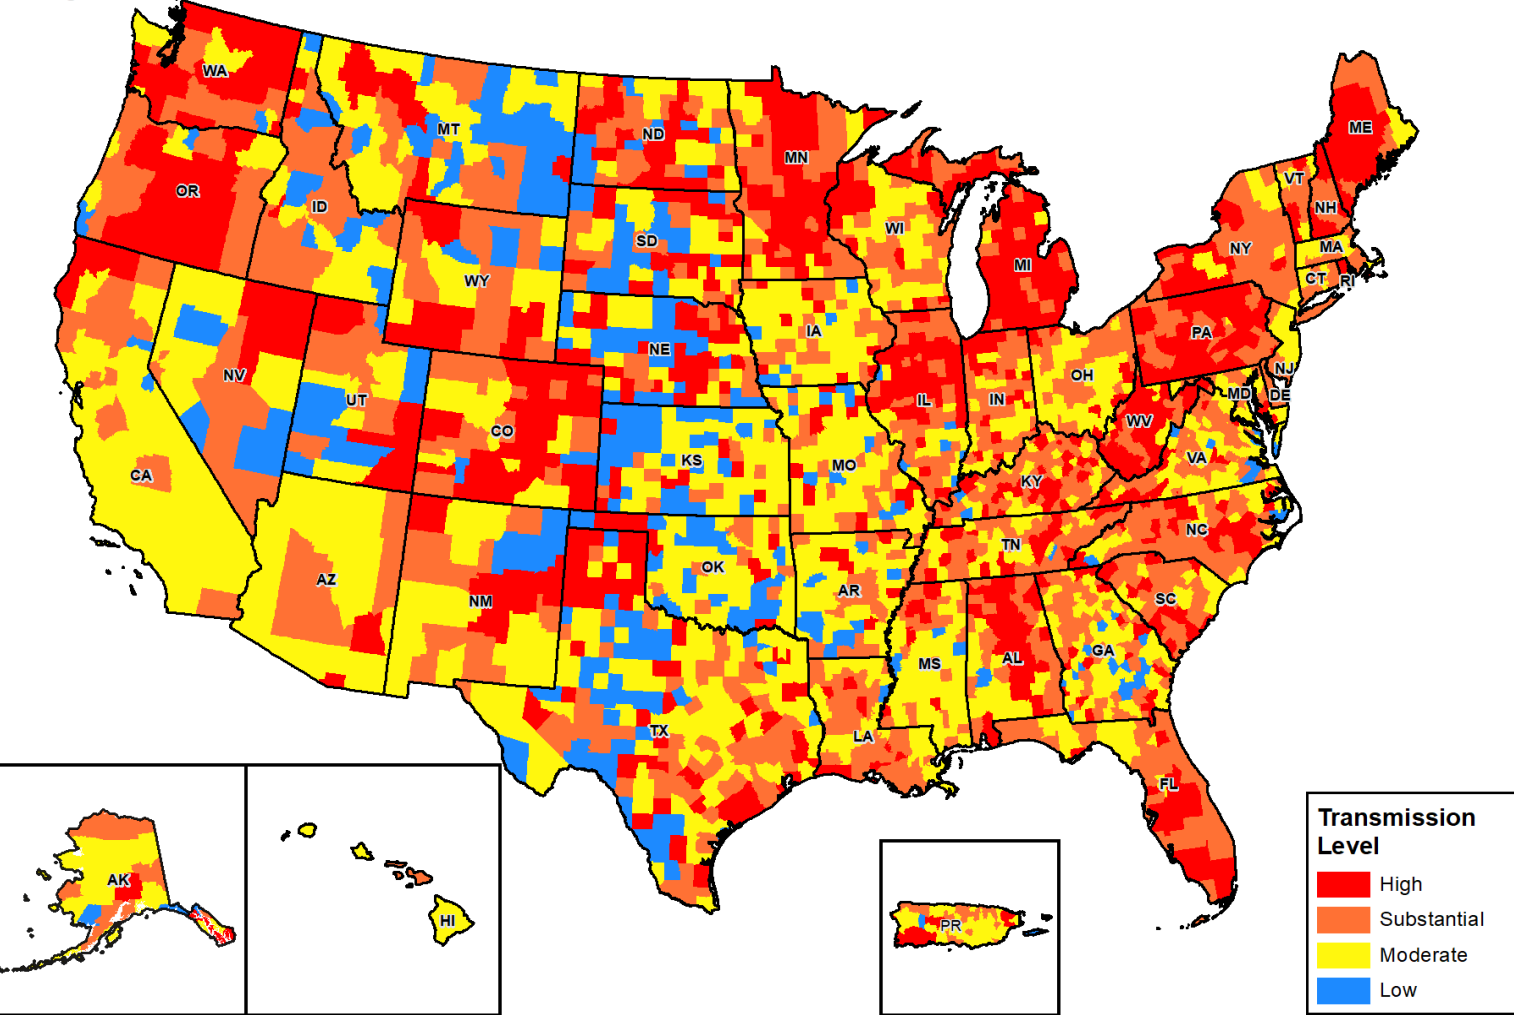 WA
MT
ND
MN
ME
VT
NH
OR
ID
SD
WI
NY
MA
WY
MI
CT
RI
IA
PA
NE
NV
UT
OH
NJ
CO
IL
IN
MD
DE
WV
CA
KS
MO
VA
KY
NC
AZ
NM
OK
AR
TN
SC
MS
AL
GA
TX
LA
FL
AK
HI
PR
Transmission
Level
High
Substantial
Moderate
Low